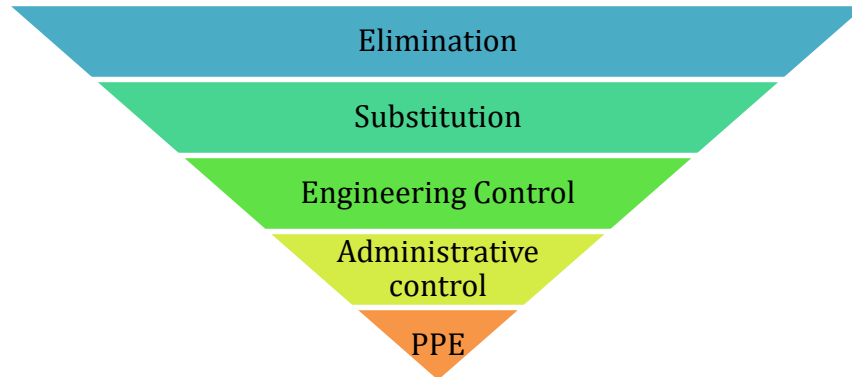 Elimination
Substitution
Engineering Control
Administrative
control
PPE